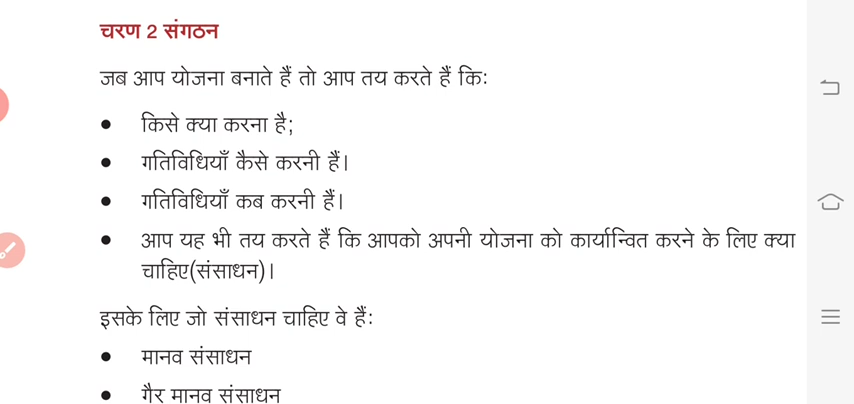 चरण 2 संगठन
जब आप योजना बनाते हैं तो आप तय करते हैं कि:
• किसे क्या करना है;
• गतिविधियाँ कैसे करनी हैं।
• गतिविधियाँ कब करनी हैं।
• आप यह भी तय करते हैं कि आपको अपनी योजना को कार्यान्वित करने के लिए क्या
चाहिए(संसाधन)।
इसके लिए जो संसाधन चाहिए वे हैं:
• मानव संसाधन
• गैर मानव संसाधन